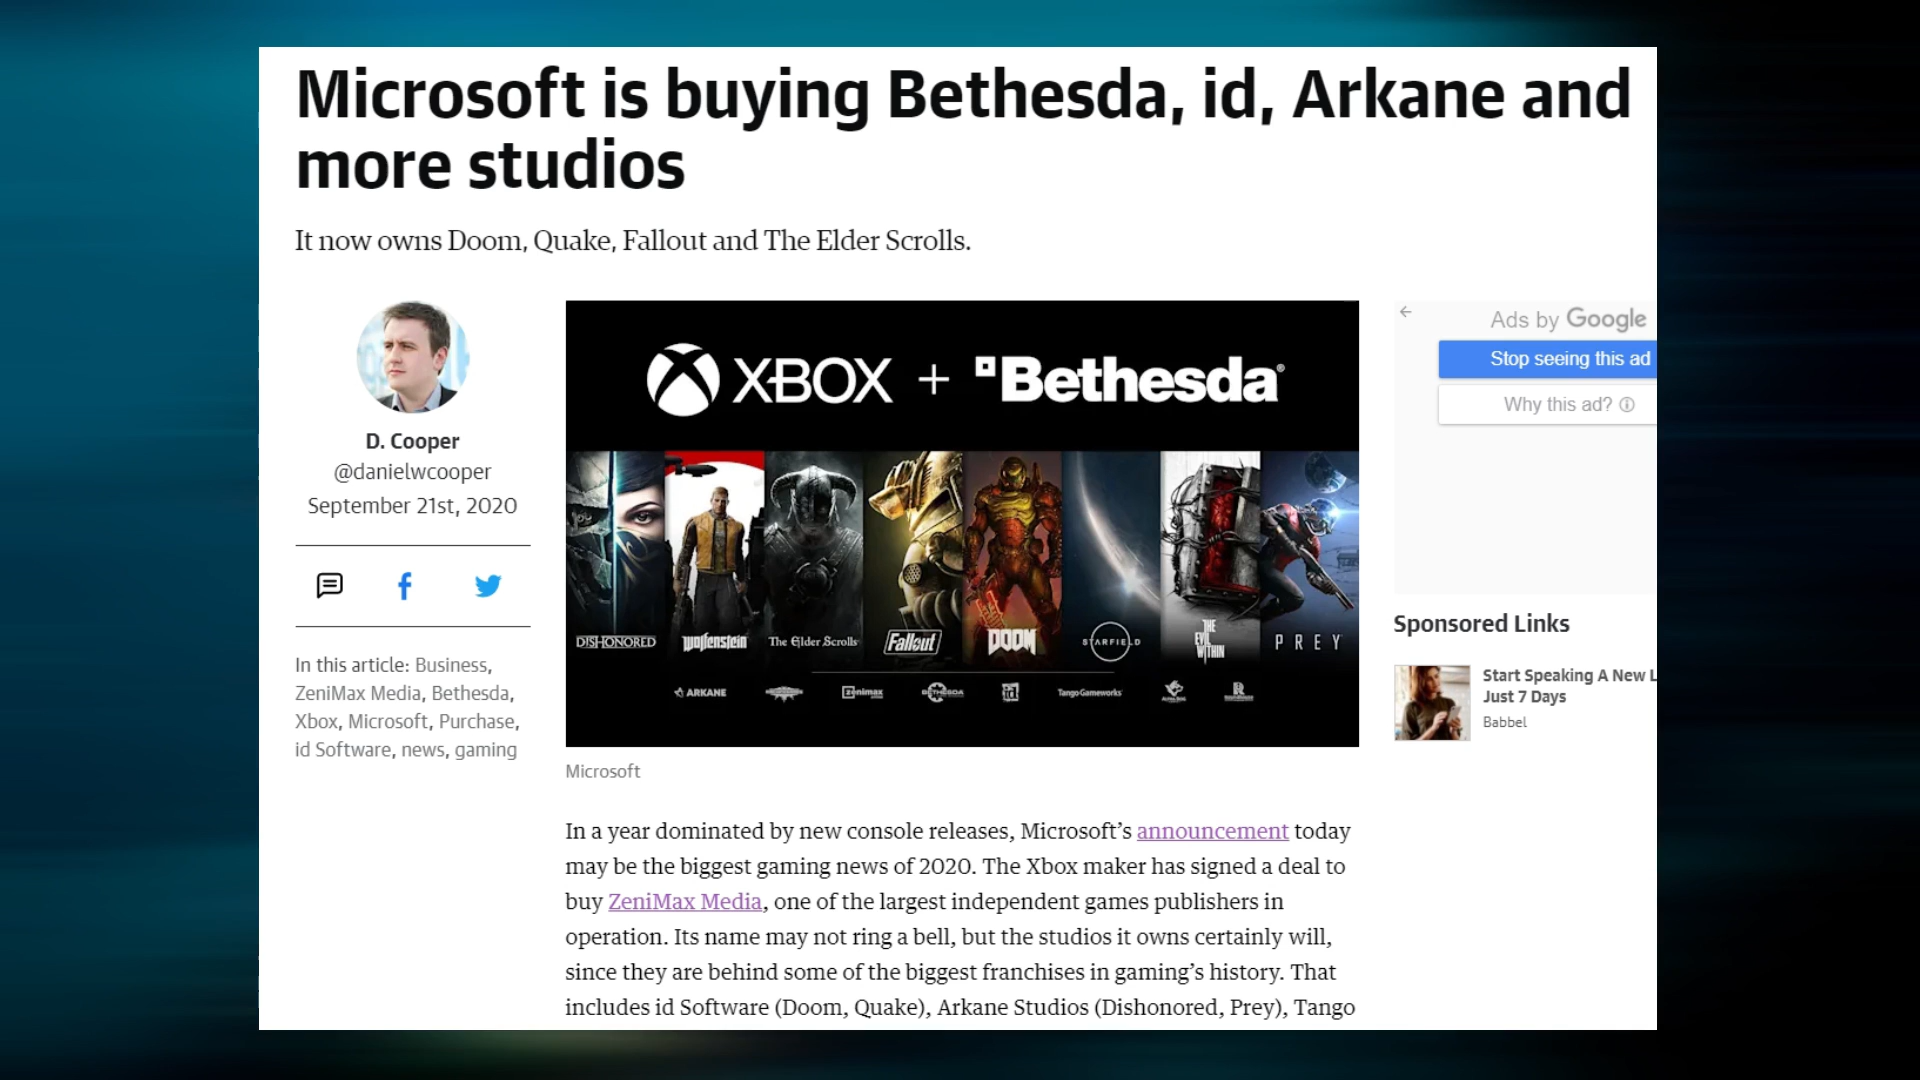 Microsoft is buying Bethesda, id, Arkane and
more studios
It now owns Doom, Quake, Fallout and The Elder Scrolls.
D. Cooper
@danielwcooper
September 21st, 2020
In this article: Business,
ZeniMax Media, Bethesda,
Xbox, Microsoft, Purchase,
id Software, news, gaming
XBOX + Bethesda®
DISHONORED
Wolfenstein
The Elder Scrolls
Fallout
DOOM
STARFIELD
THE
EVIL
WITHIN
PREY
ARKANE
Zenimax
BETHESDA
id
Tango Gameworks
Microsoft
In a year dominated by new console releases, Microsoft’s announcement today
may be the biggest gaming news of 2020. The Xbox maker has signed a deal to
buy ZeniMax Media, one of the largest independent games publishers in
operation. Its name may not ring a bell, but the studios it owns certainly will,
since they are behind some of the biggest franchises in gaming’s history. That
includes id Software (Doom, Quake), Arkane Studios (Dishonored, Prey), Tango
Ads by Google
Stop seeing this ad
Why this ad?
Sponsored Links
Start Speaking A New L
Just 7 Days
Babbel